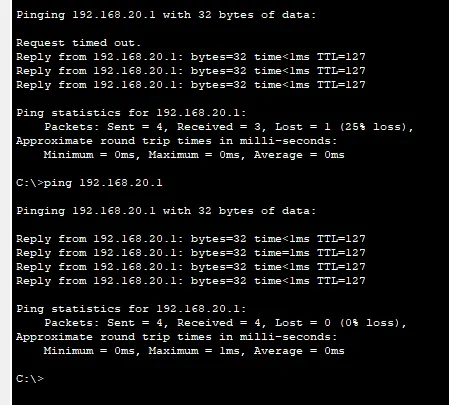 Pinging 192.168.20.1 with 32 bytes of data:
Request timed out.
Reply from 192.168.20.1: bytes=32 time<1ms TTL=127
Reply from 192.168.20.1: bytes=32 time<1ms TTL=127
Reply from 192.168.20.1: bytes=32 time<1ms TTL=127
Ping statistics for 192.168.20.1:
Packets: Sent = 4, Received = 3, Lost = 1 (25% loss),
Approximate round trip times in milli-seconds:
Minimum = 0ms, Maximum = 0ms, Average = 0ms
C:\>ping 192.168.20.1
Pinging 192.168.20.1 with 32 bytes of data:
Reply from 192.168.20.1: bytes=32 time<1ms TTL=127
Reply from 192.168.20.1: bytes=32 time=1ms TTL=127
Reply from 192.168.20.1: bytes=32 time<1ms TTL=127
Reply from 192.168.20.1: bytes=32 time<1ms TTL=127
Ping statistics for 192.168.20.1:
Packets: Sent = 4, Received = 4, Lost = 0 (0% loss),
Approximate round trip times in milli-seconds:
Minimum = 0ms, Maximum = 1ms, Average = 0ms
C:\>